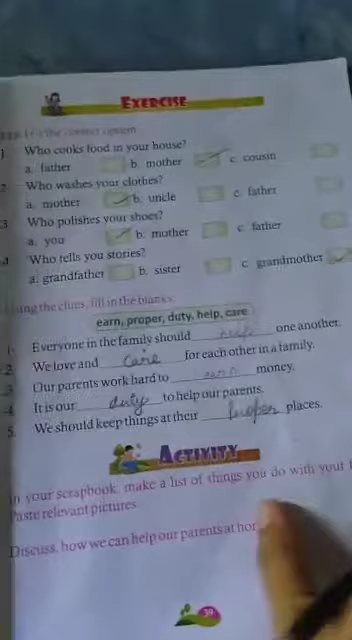 EXERCISE
the correct option
1 Who cooks food in your house?
a. father b. mother c. cousin
2 Who washes your clothes?
a. mother b. uncle c. father
3 Who polishes your shoes?
a. you b. mother c. father
4 Who tells you stories?
a. grandfather b. sister c. grandmother
Using the clues, fill in the blanks.
earn, proper, duty, help, care
1. Everyone in the family should help one another.
2. We love and care for each other in a family.
3. Our parents work hard to earn money.
4. It is our duty to help our parents.
5. We should keep things at their proper places.
ACTIVITY
In your scrapbook, make a list of things you do with your
Paste relevant pictures
Discuss, how we can help our parents at hor
39